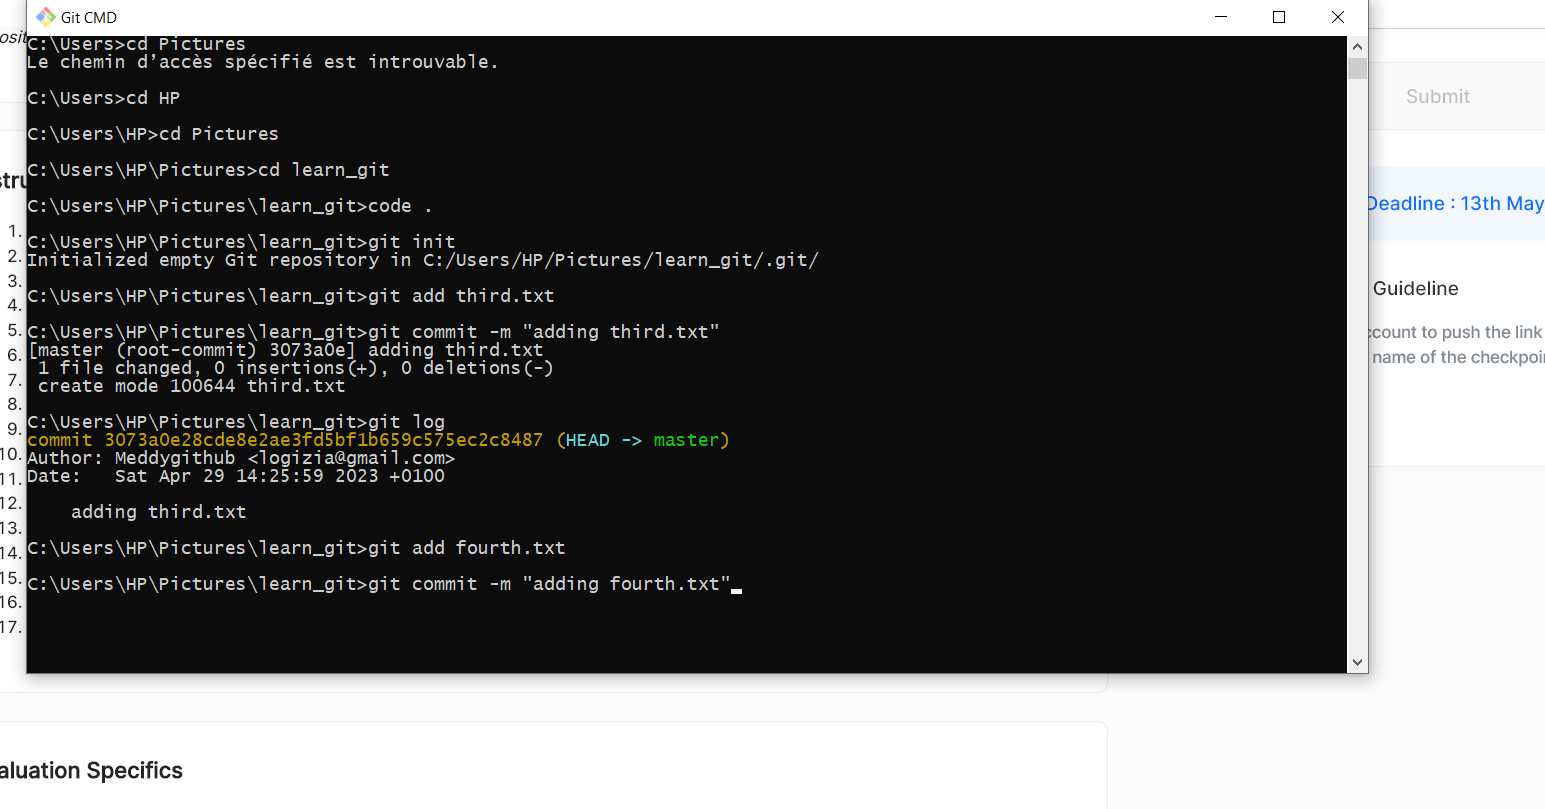 Git CMD
C:\Users>cd Pictures
Le chemin d'accès spécifié est introuvable.
C:\Users>cd HP
C:\Users\HP>cd Pictures
C:\Users\HP\Pictures>cd learn_git
C:\Users\HP\Pictures\learn_git>code .
C:\Users\HP\Pictures\learn_git>git init
Initialized empty Git repository in C:/Users/HP/Pictures/learn_git/.git/
C:\Users\HP\Pictures\learn_git>git add third.txt
C:\Users\HP\Pictures\learn_git>git commit -m "adding third.txt"
[master (root-commit) 3073a0e] adding third.txt
1 file changed, 0 insertions(+), 0 deletions(-)
create mode 100644 third.txt
C:\Users\HP\Pictures\learn_git>git log
commit 3073a0e28cde8e2ae3fd5bf1b659c575ec2c8487 (HEAD -> master)
Author: Meddygithub <logizia@gmail.com>
Date:   Sat Apr 29 14:25:59 2023 +0100
adding third.txt
C:\Users\HP\Pictures\learn_git>git add fourth.txt
C:\Users\HP\Pictures\learn_git>git commit -m "adding fourth.txt"
osit
stru
1.
2.
3.
4.
5.
6.
7.
8.
9.
10.
11.
12.
13.
14.
15.
16.
17.
aluation Specifics
Submit
Deadline : 13th May
Guideline
ccount to push the link
name of the checkpoi